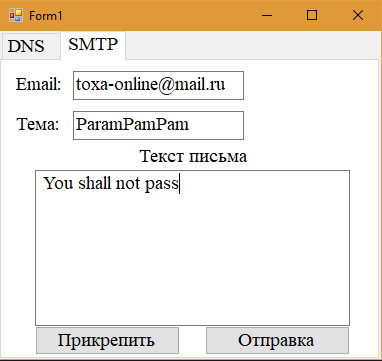 Form1
DNS SMTP
Email: toxa-online@mail.ru
Тема: ParamPamPam
Текст письма
You shall not pass
Прикрепить Отправка